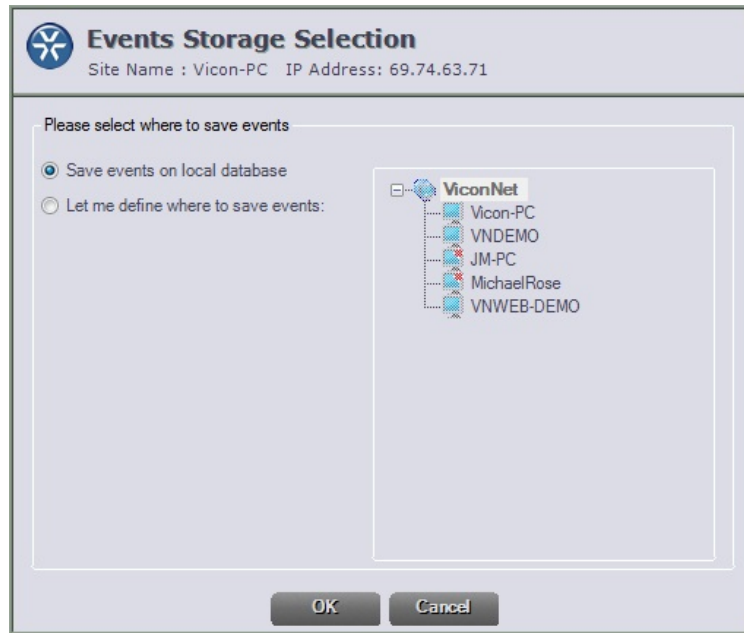 Events Storage Selection
Site Name : Vicon-PC IP Address: 69.74.63.71
Please select where to save events
Save events on local database
Let me define where to save events:
ViconNet
Vicon-PC
VNDEMO
JM-PC
MichaelRose
VNWEB-DEMO
OK
Cancel